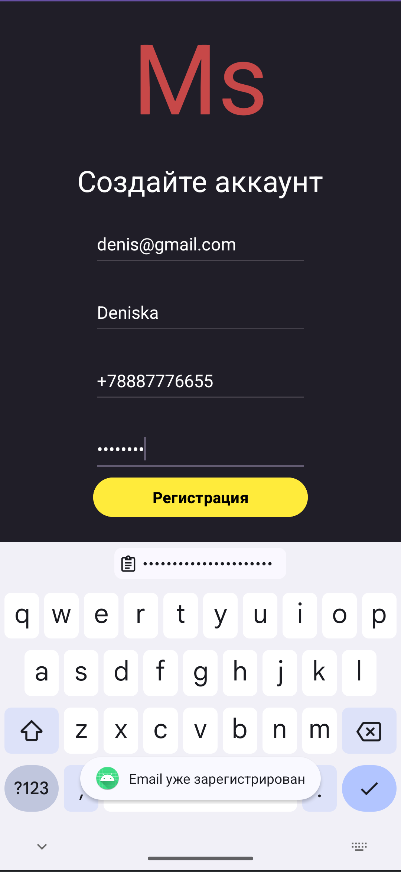 Ms
Создайте аккаунт
denis@gmail.com
Deniska
+78887776655
••••••••
Регистрация
••••••••••••••••••••••
q w e r t y u i o p
a s d f g h j k l
z x c v b n m
?123 , .
Email уже зарегистрирован